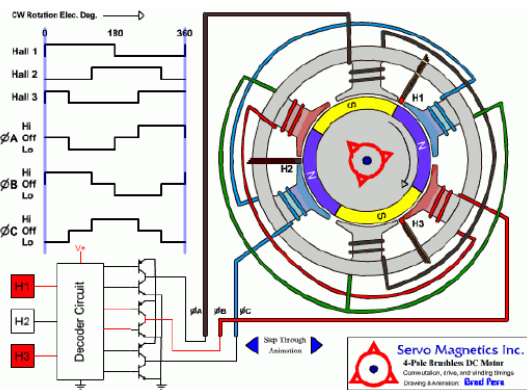 CW Rotation Elec. Deg.
0 180 360
Hall 1
Hall 2
Hall 3
Hi
ØA Off
Lo
Hi
ØB Off
Lo
Hi
ØC Off
Lo
V+
H1
H2
H3
Decoder Circuit
ØA ØB ØC
H1
H2
H3
S
N
N
S
Step Through
Animation
Servo Magnetics Inc.
4-Pole Brushless DC Motor
Commutation, drive, and winding timings
Drawing & Animation: